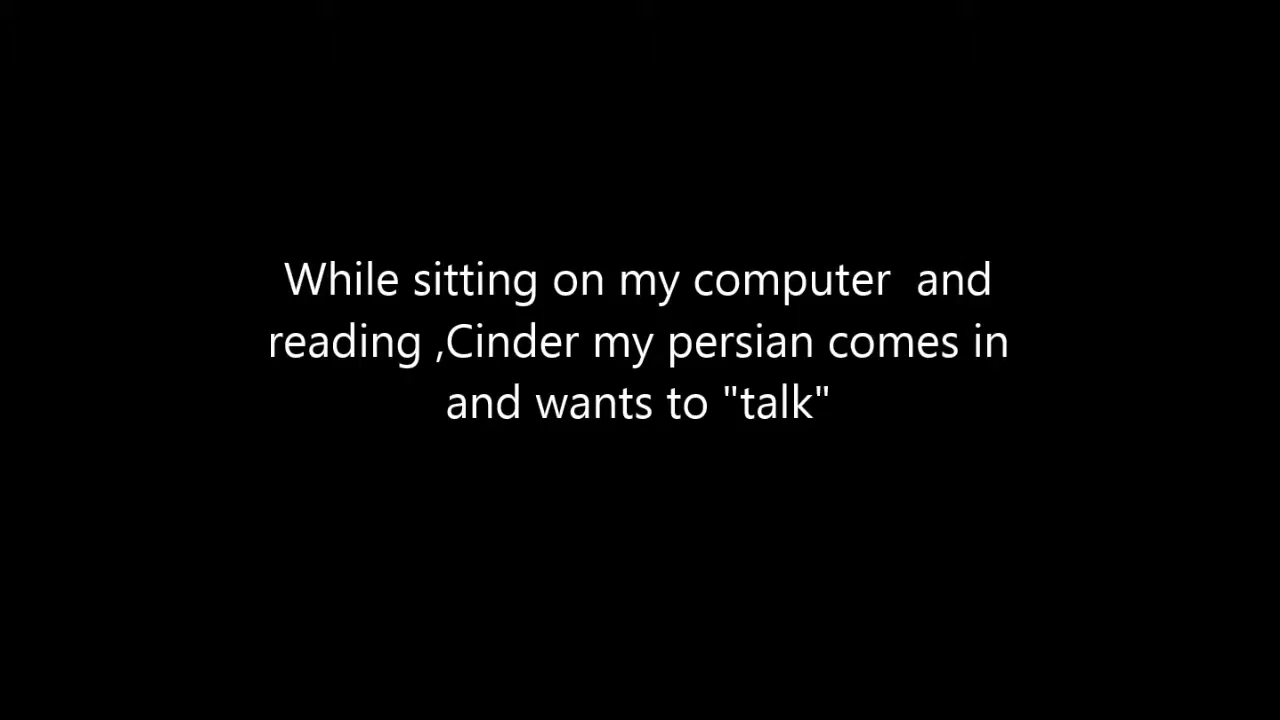 While sitting on my computer  and
reading ,Cinder my persian comes in
and wants to "talk"